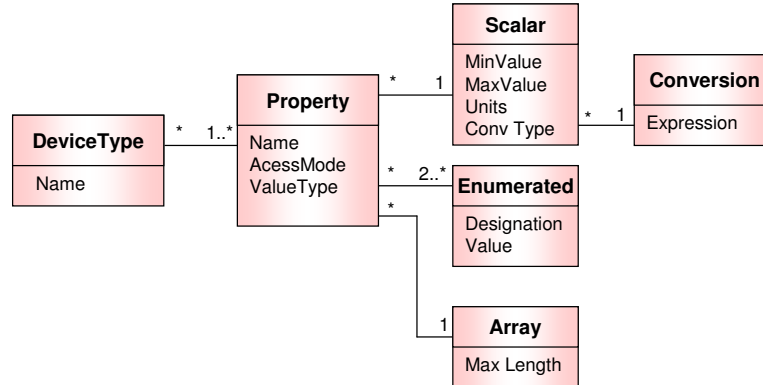 Scalar
MinValue
MaxValue
Units
Conv Type
* 1
Property
Name
AcessMode
ValueType
Conversion
Expression
* 1
DeviceType
Name
* 1..*
* 2..*
Enumerated
Designation
Value
*
1
Array
Max Length